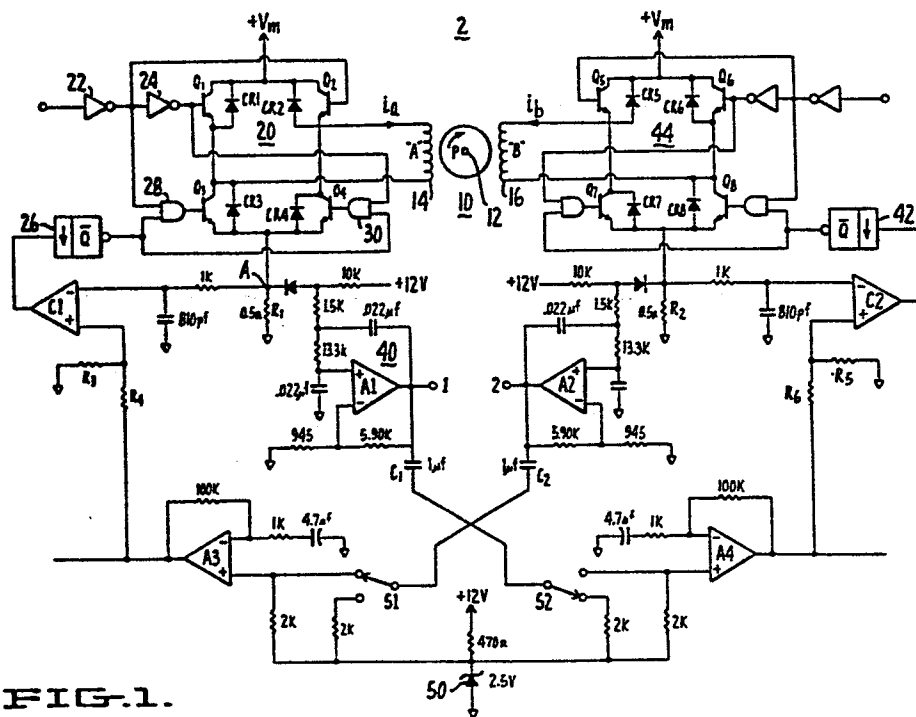 2
+Vm
+Vm
22
24
Q1
Q2
Q5
Q6
CR1
CR2
CR5
CR6
20
ia
ib
44
"A"
P
"B"
28
Q3
Q4
14
10
12
16
Q7
Q8
CR3
CR4
CR7
CR8
26
Q̅
30
Q̅
42
A
1K
10K
+12V
+12V
10K
1K
C1
810pf
0.5Ω
R1
1.5K
.022µf
.022µf
1.5K
0.5Ω
R2
810pf
C2
R3
R4
13.3K
40
13.3K
R6
R5
.022µf
A1
1
2
A2
945
5.90K
5.90K
945
C1
1µf
1µf
C2
100K
100K
1K
4.7µf
4.7µf
1K
A3
A4
S1
S2
+12V
2K
2K
470Ω
2K
2K
50
2.5V
FIG.1.